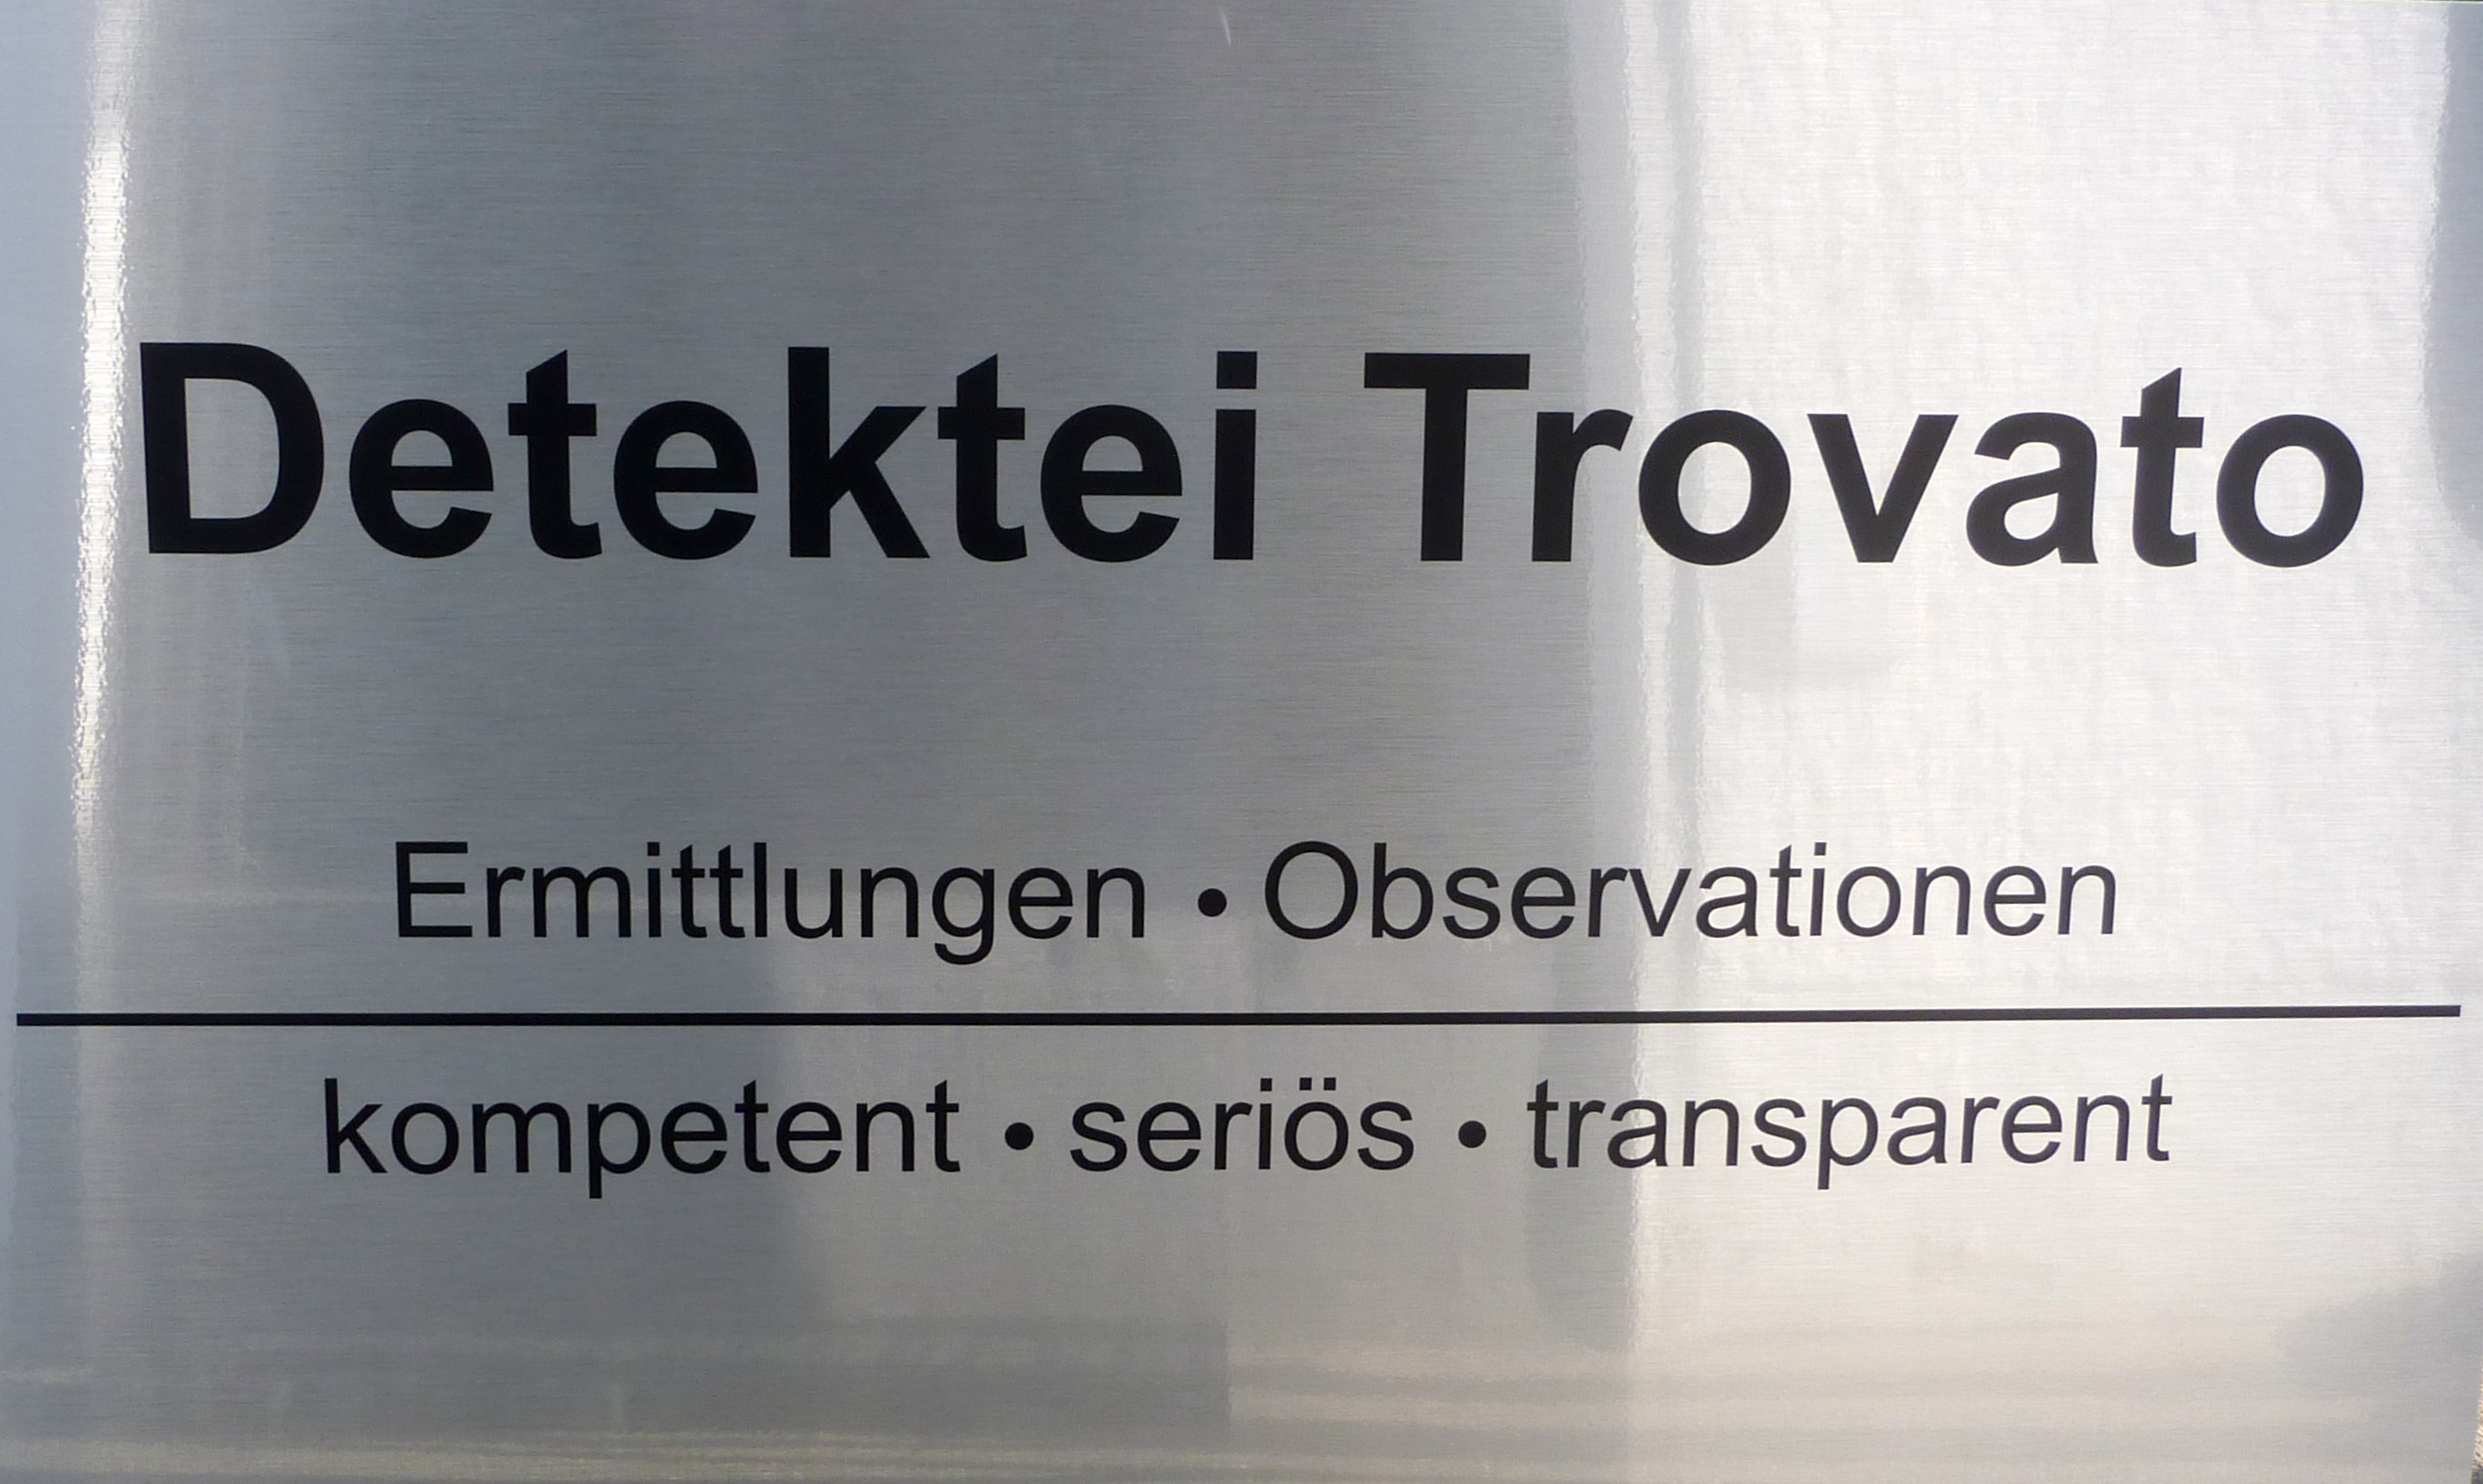 Detektei Trovato
Ermittlungen • Observationen
kompetent • seriös • transparent